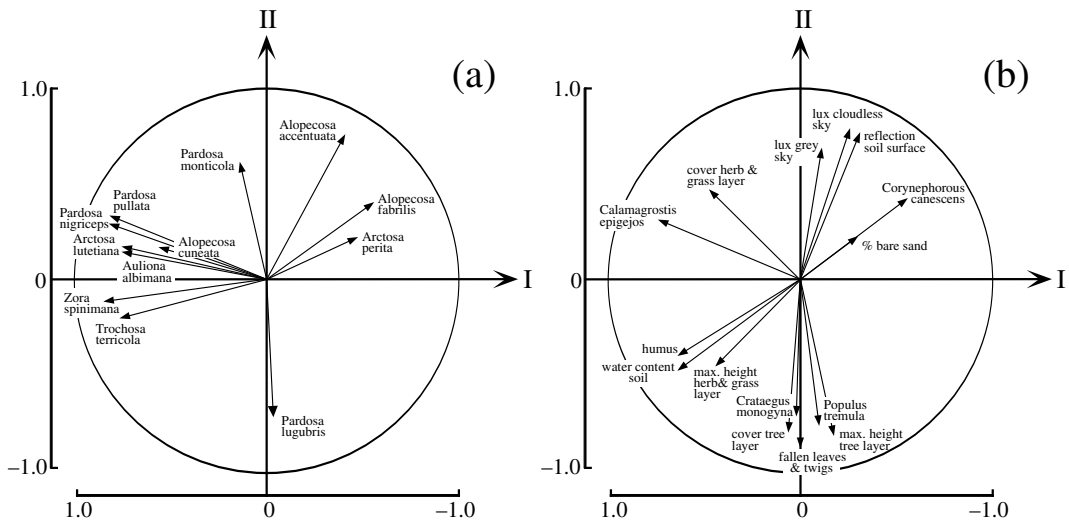 II
(a)
1.0
Alopecosa
accentuata
Pardosa
monticola
Pardosa
pullata
Alopecosa
fabrilis
Pardosa
nigriceps
Arctosa
lutetiana
Alopecosa
cuneata
Arctosa
perita
Auliona
albimana
0
I
Zora
spinimana
Trochosa
terricola
Pardosa
lugubris
–1.0
1.0
0
–1.0
II
(b)
1.0
lux cloudless
sky
reflection
soil surface
lux grey
sky
cover herb &
grass layer
Corynephorous
canescens
Calamagrostis
epigejos
% bare sand
0
I
humus
water content
soil
max. height
herb& grass
layer
Crataegus
monogyna
Populus
tremula
cover tree
layer
max. height
tree layer
fallen leaves
& twigs
–1.0
1.0
0
–1.0